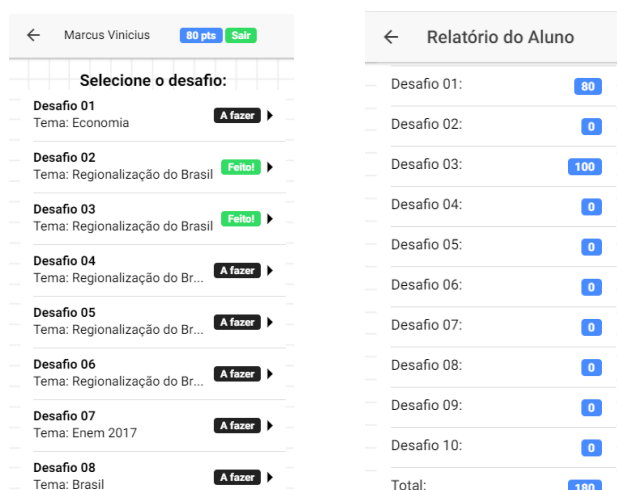 Marcus Vinicius 80 pts Sair
Selecione o desafio:
Desafio 01
Tema: Economia
A fazer
Desafio 02
Tema: Regionalização do Brasil
Feito!
Desafio 03
Tema: Regionalização do Brasil
Feito!
Desafio 04
Tema: Regionalização do Br...
A fazer
Desafio 05
Tema: Regionalização do Br...
A fazer
Desafio 06
Tema: Regionalização do Br...
A fazer
Desafio 07
Tema: Enem 2017
A fazer
Desafio 08
Tema: Brasil
A fazer
Relatório do Aluno
Desafio 01: 80
Desafio 02: 0
Desafio 03: 100
Desafio 04: 0
Desafio 05: 0
Desafio 06: 0
Desafio 07: 0
Desafio 08: 0
Desafio 09: 0
Desafio 10: 0
Total: 180